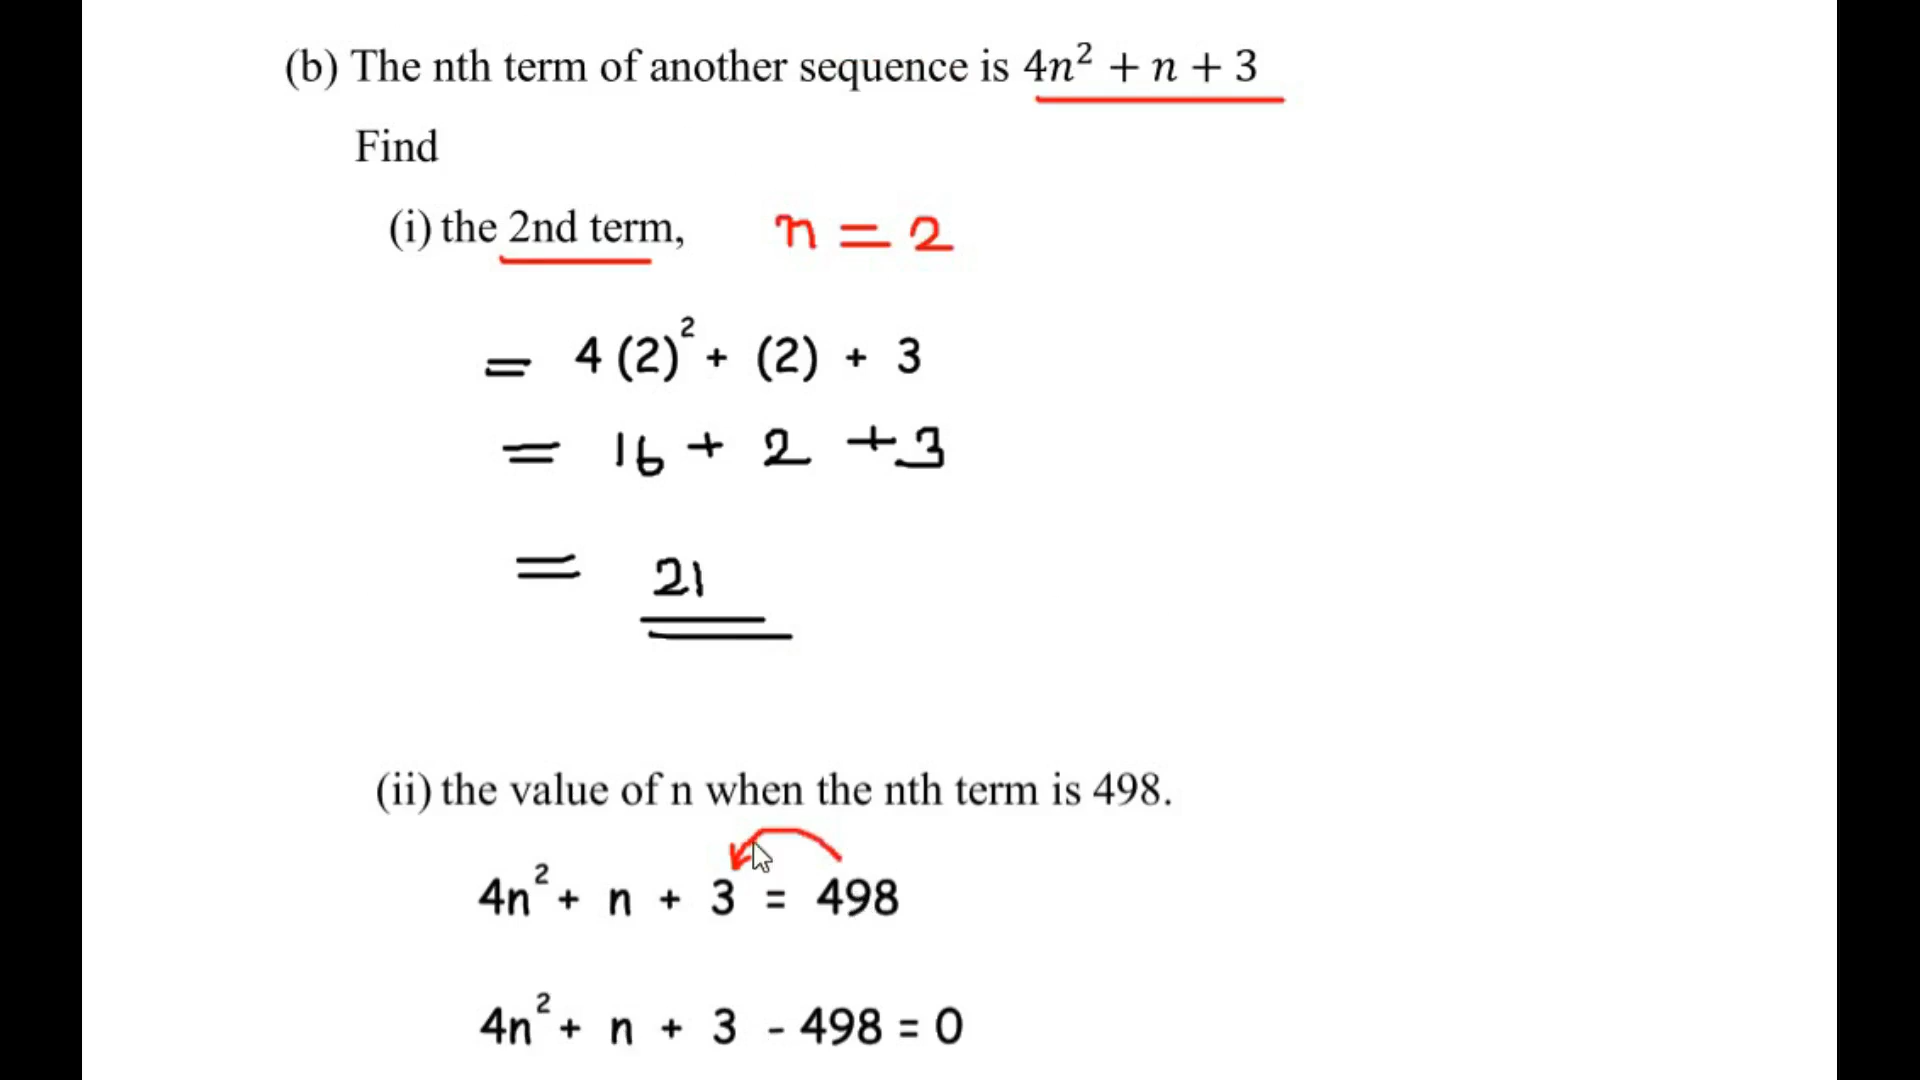 (b) The nth term of another sequence is 4n² + n + 3
Find
(i) the 2nd term, n = 2
= 4 (2)² + (2) + 3
= 16 + 2 + 3
= 21
(ii) the value of n when the nth term is 498.
4n² + n + 3 = 498
4n² + n + 3 - 498 = 0